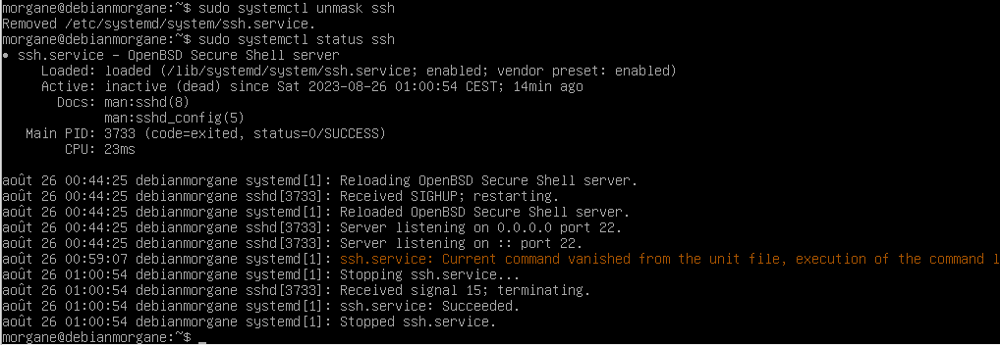 morgane@debianmorgane:~$ sudo systemctl unmask ssh
Removed /etc/systemd/system/ssh.service.
morgane@debianmorgane:~$ sudo systemctl status ssh
● ssh.service – OpenBSD Secure Shell server
Loaded: loaded (/lib/systemd/system/ssh.service; enabled; vendor preset: enabled)
Active: inactive (dead) since Sat 2023-08-26 01:00:54 CEST; 14min ago
Docs: man:sshd(8)
man:sshd_config(5)
Main PID: 3733 (code=exited, status=0/SUCCESS)
CPU: 23ms
août 26 00:44:25 debianmorgane systemd[1]: Reloading OpenBSD Secure Shell server.
août 26 00:44:25 debianmorgane sshd[3733]: Received SIGHUP; restarting.
août 26 00:44:25 debianmorgane systemd[1]: Reloaded OpenBSD Secure Shell server.
août 26 00:44:25 debianmorgane sshd[3733]: Server listening on 0.0.0.0 port 22.
août 26 00:44:25 debianmorgane sshd[3733]: Server listening on :: port 22.
août 26 00:59:07 debianmorgane systemd[1]: ssh.service: Current command vanished from the unit file, execution of the command l
août 26 01:00:54 debianmorgane systemd[1]: Stopping ssh.service...
août 26 01:00:54 debianmorgane sshd[3733]: Received signal 15; terminating.
août 26 01:00:54 debianmorgane systemd[1]: ssh.service: Succeeded.
août 26 01:00:54 debianmorgane systemd[1]: Stopped ssh.service.
morgane@debianmorgane:~$ _